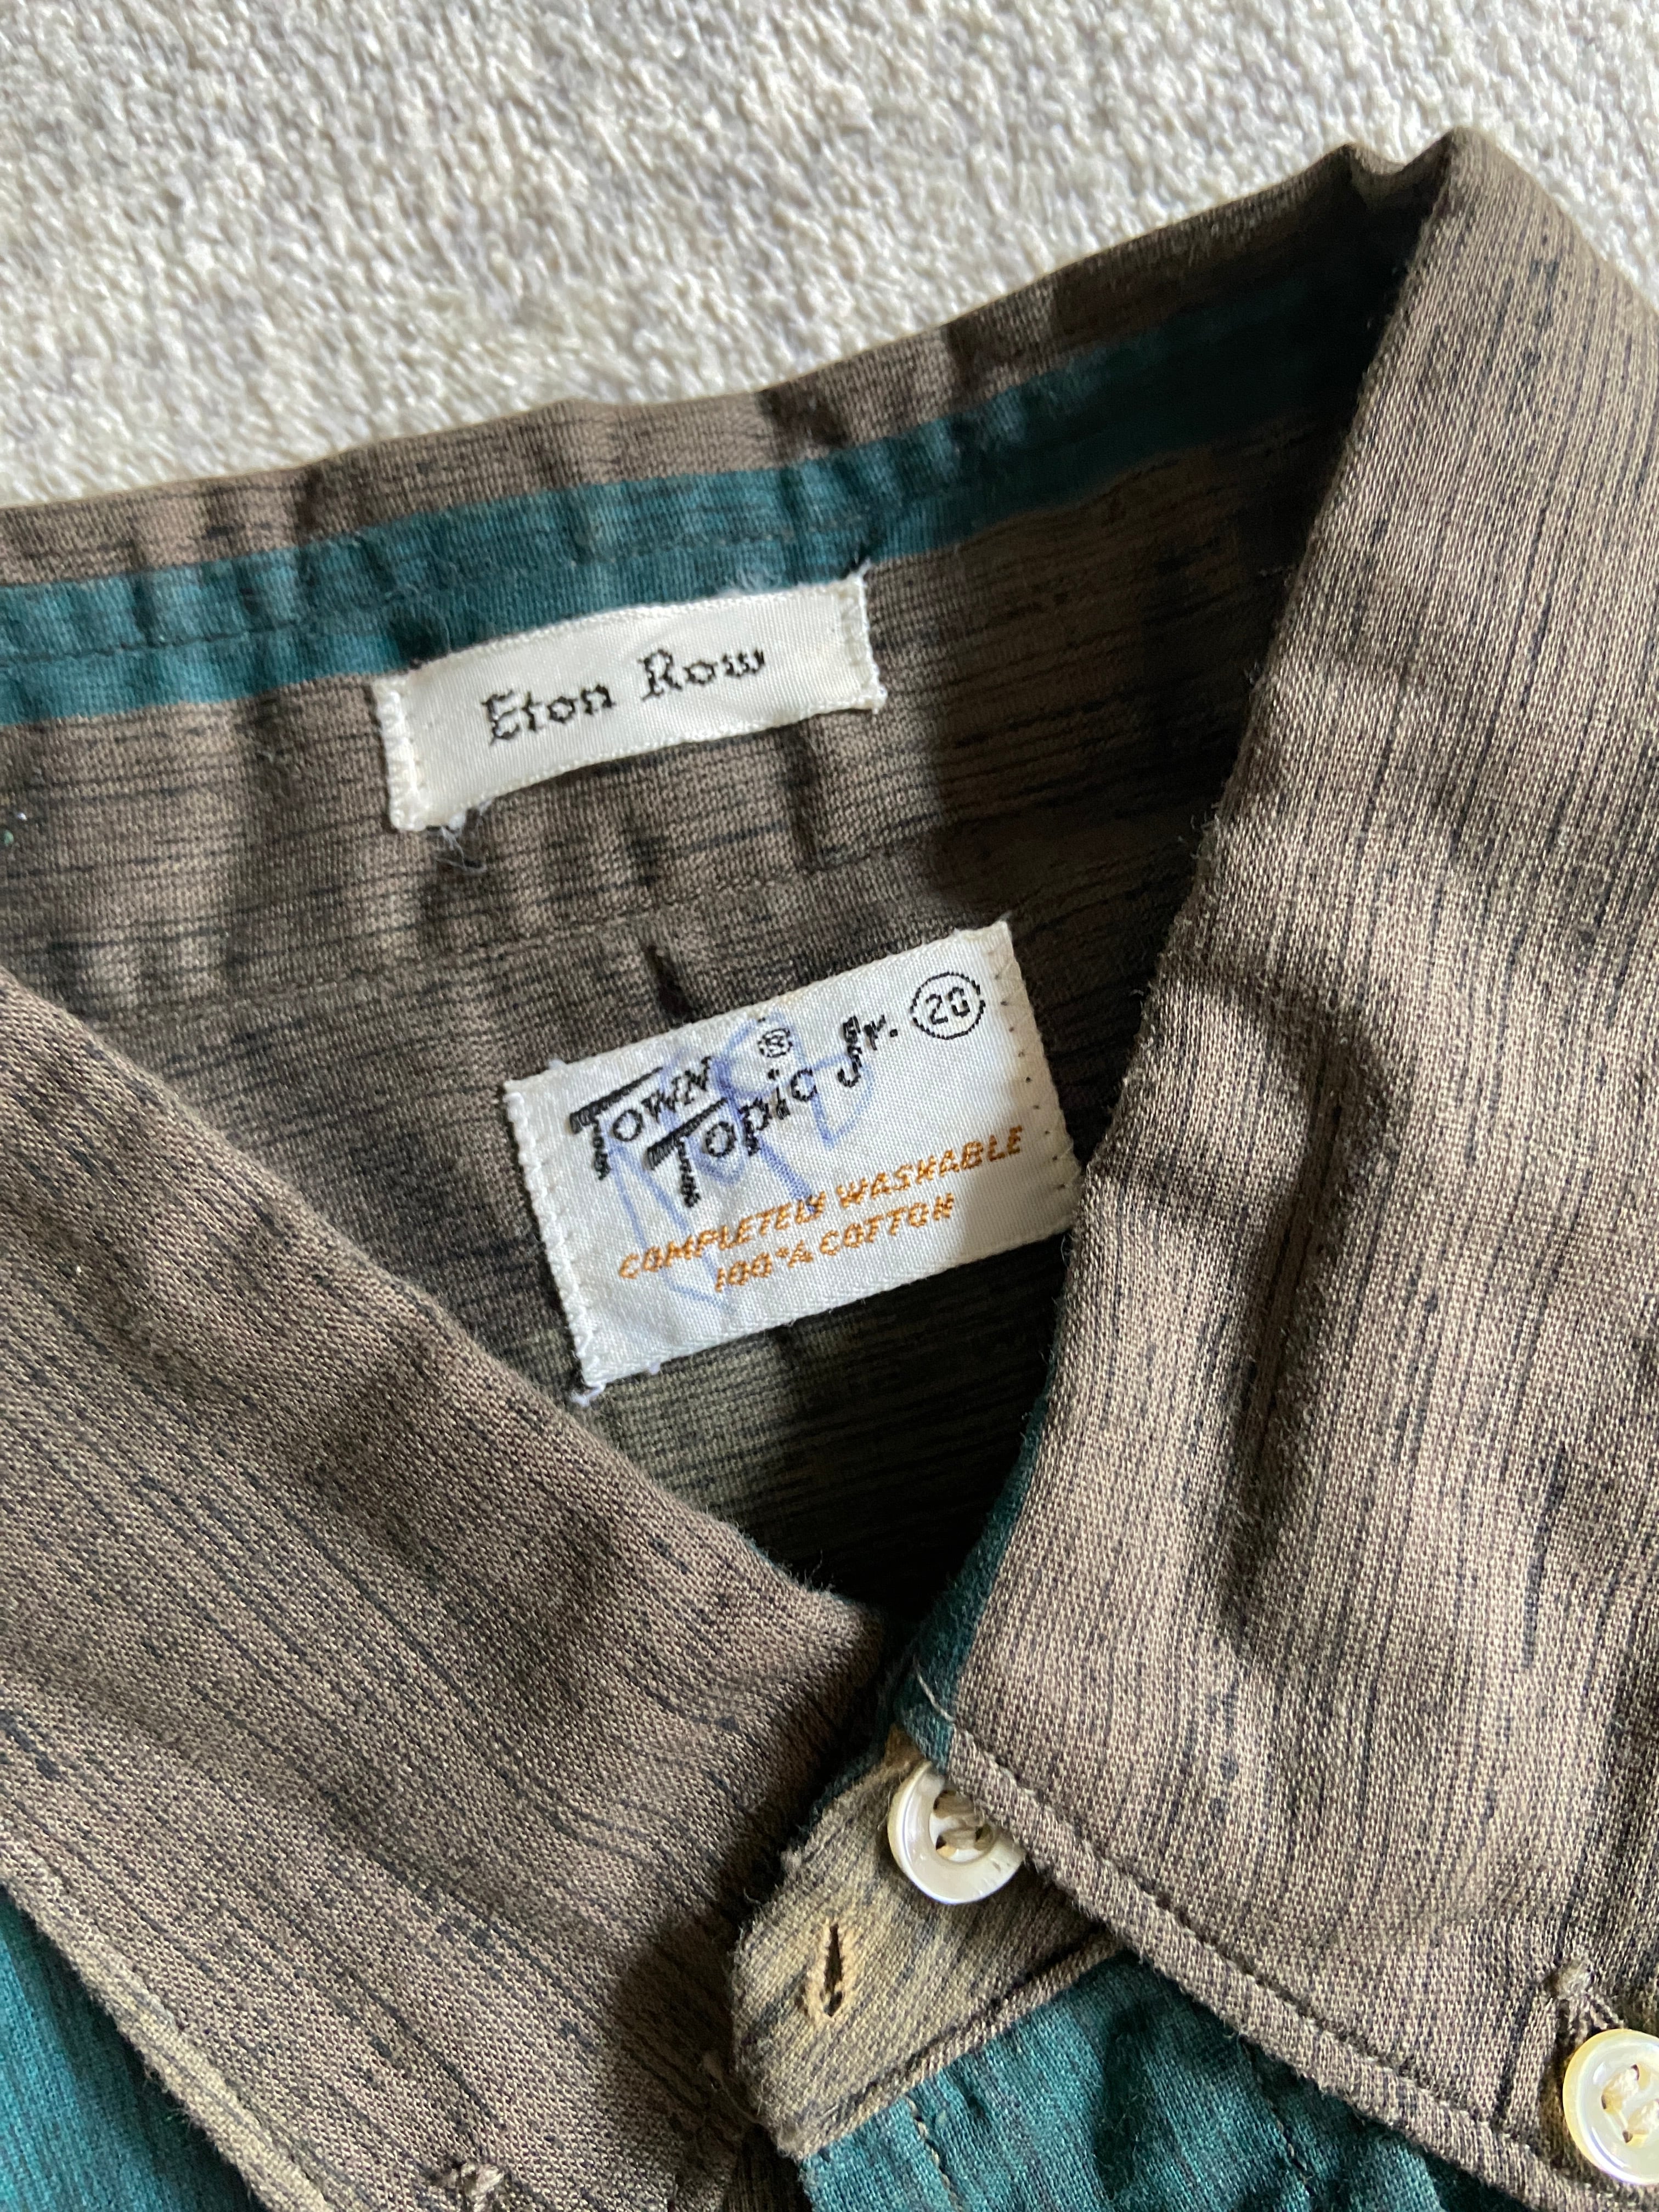 Eton Row
Town ®
Topic Jr. 20
COMPLETELY WASHABLE
100% COTTON